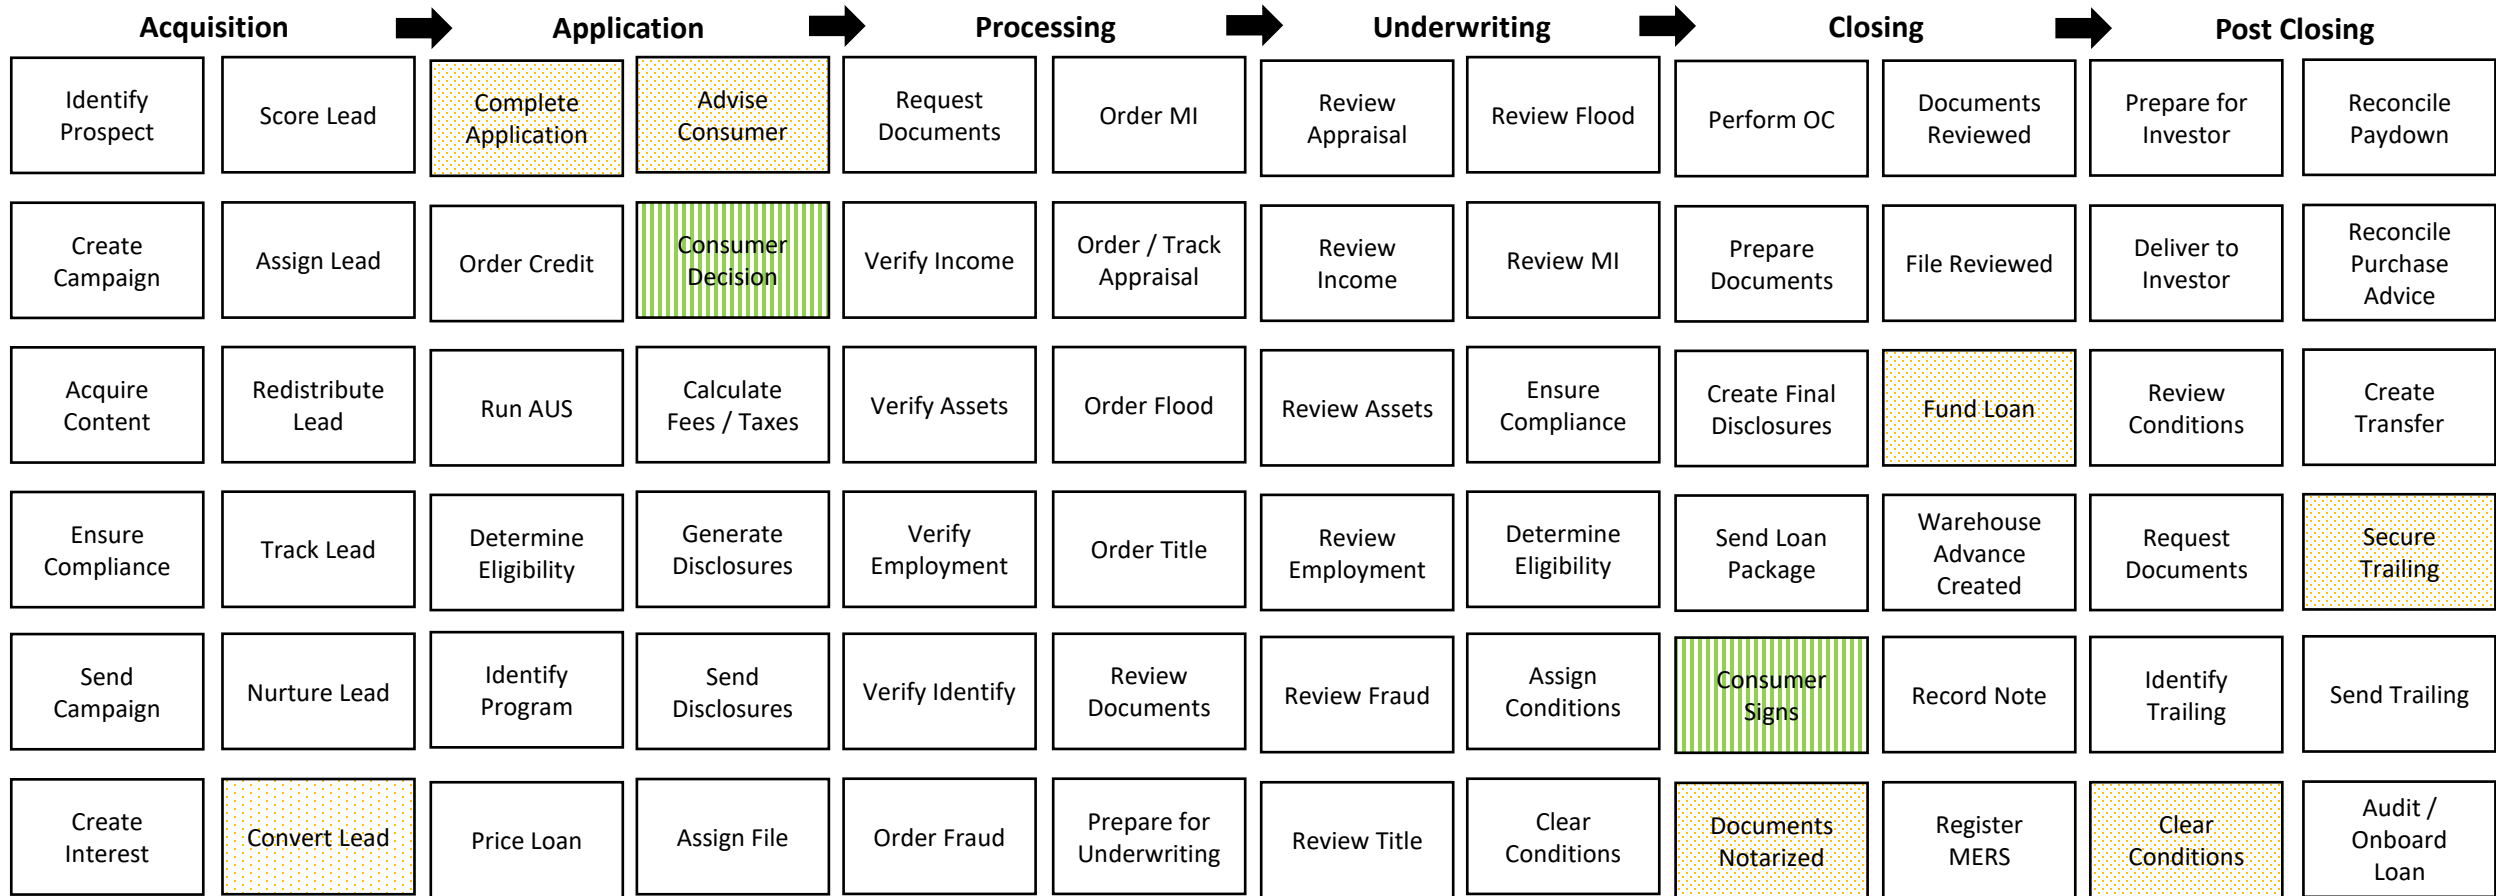 Acquisition
Application
Processing
Underwriting
Closing
Post Closing
Identify
Prospect
Score Lead
Complete
Application
Advise
Consumer
Request
Documents
Order MI
Review
Appraisal
Review Flood
Perform OC
Documents
Reviewed
Prepare for
Investor
Reconcile
Paydown
Create
Campaign
Assign Lead
Order Credit
Consumer
Decision
Verify Income
Order / Track
Appraisal
Review
Income
Review MI
Prepare
Documents
File Reviewed
Deliver to
Investor
Reconcile
Purchase
Advice
Acquire
Content
Redistribute
Lead
Run AUS
Calculate
Fees / Taxes
Verify Assets
Order Flood
Review Assets
Ensure
Compliance
Create Final
Disclosures
Fund Loan
Review
Conditions
Create
Transfer
Ensure
Compliance
Track Lead
Determine
Eligibility
Generate
Disclosures
Verify
Employment
Order Title
Review
Employment
Determine
Eligibility
Send Loan
Package
Warehouse
Advance
Created
Request
Documents
Secure
Trailing
Send
Campaign
Nurture Lead
Identify
Program
Send
Disclosures
Verify Identify
Review
Documents
Review Fraud
Assign
Conditions
Consumer
Signs
Record Note
Identify
Trailing
Send Trailing
Create
Interest
Convert Lead
Price Loan
Assign File
Order Fraud
Prepare for
Underwriting
Review Title
Clear
Conditions
Documents
Notarized
Register
MERS
Clear
Conditions
Audit /
Onboard
Loan